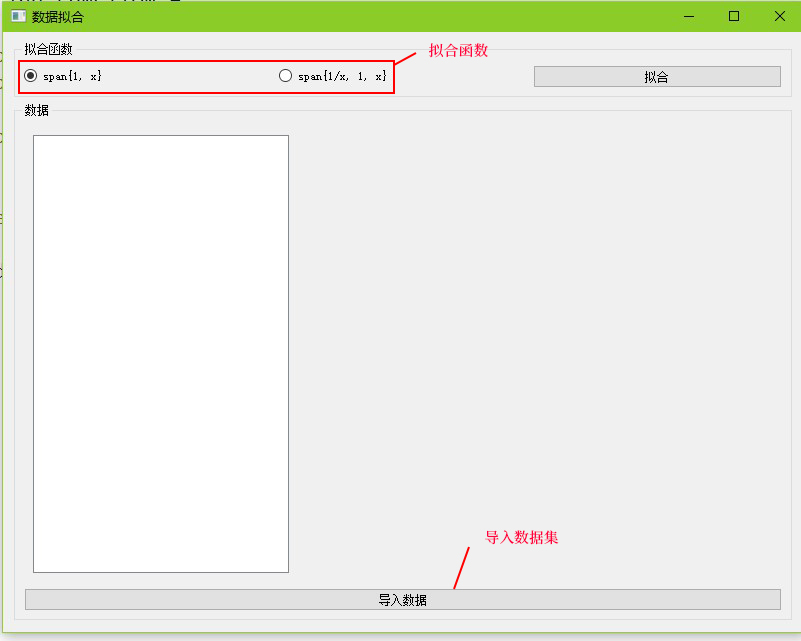 数据拟合
拟合函数
拟合函数
span{1, x}
span{1/x, 1, x}
拟合
数据
导入数据集
导入数据